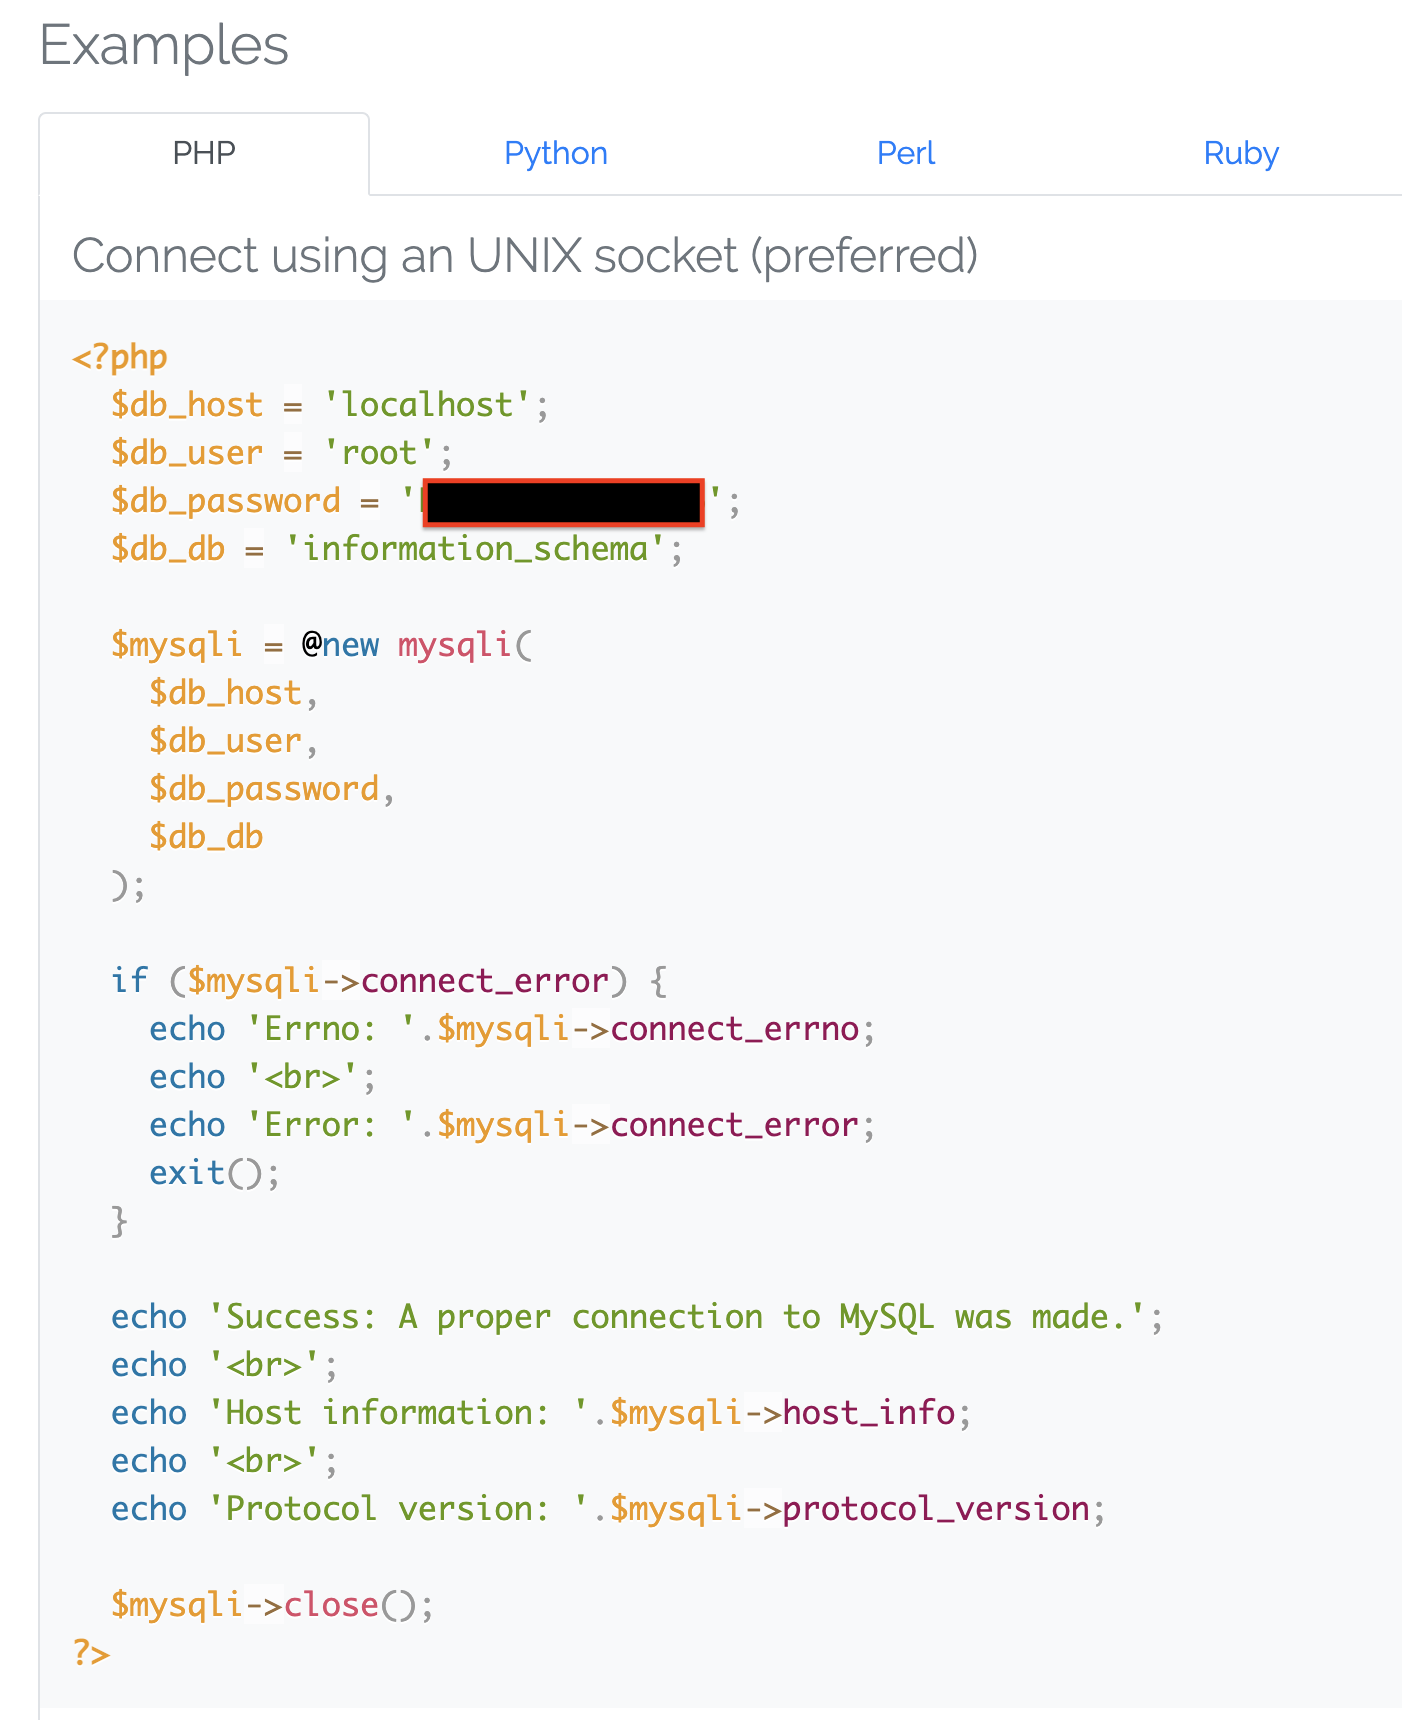 Examples
PHP Python Perl Ruby
Connect using an UNIX socket (preferred)
<?php
  $db_host = 'localhost';
  $db_user = 'root';
  $db_password = '';
  $db_db = 'information_schema';

  $mysqli = @new mysqli(
    $db_host,
    $db_user,
    $db_password,
    $db_db
  );

  if ($mysqli->connect_error) {
    echo 'Errno: '.$mysqli->connect_errno;
    echo '<br>';
    echo 'Error: '.$mysqli->connect_error;
    exit();
  }

  echo 'Success: A proper connection to MySQL was made.';
  echo '<br>';
  echo 'Host information: '.$mysqli->host_info;
  echo '<br>';
  echo 'Protocol version: '.$mysqli->protocol_version;

  $mysqli->close();
?>